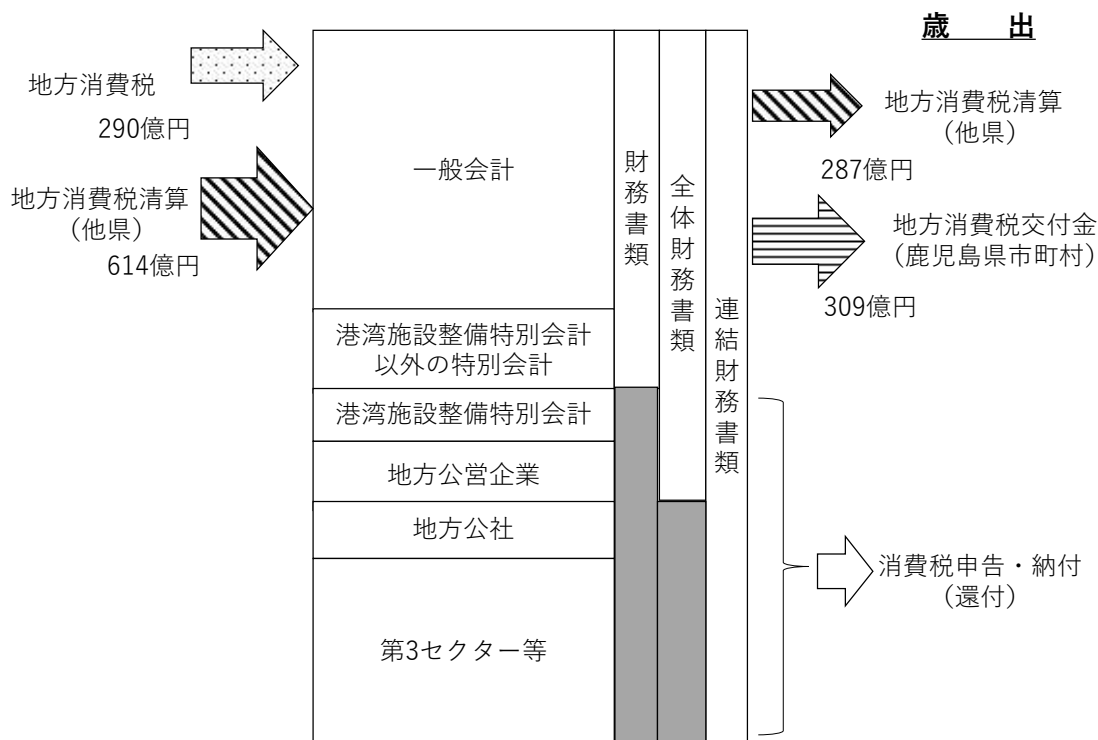 歳　出
地方消費税
290億円
地方消費税清算
(他県)
614億円
一般会計
港湾施設整備特別会計
以外の特別会計
港湾施設整備特別会計
地方公営企業
地方公社
第3セクター等
財務書類
全体財務書類
連結財務書類
地方消費税清算
(他県)
287億円
地方消費税交付金
(鹿児島県市町村)
309億円
消費税申告・納付
(還付)